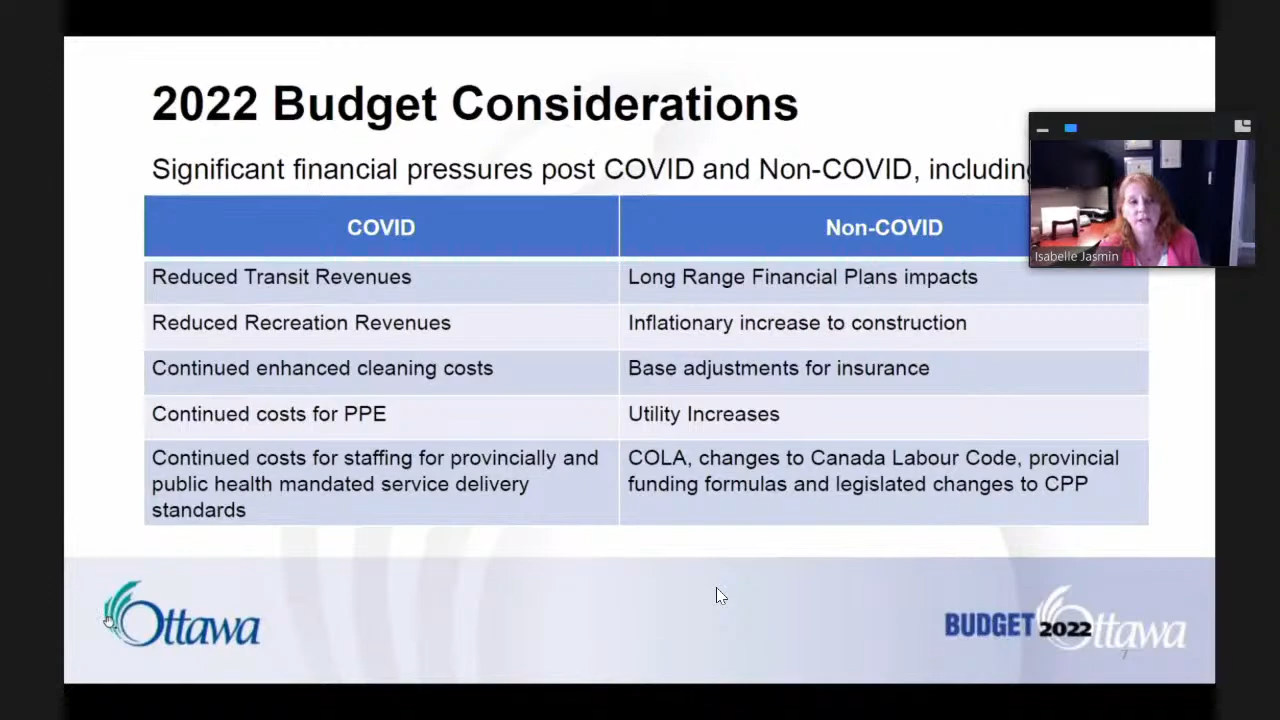 2022 Budget Considerations
Significant financial pressures post COVID and Non-COVID, including
COVID
Non-COVID
Isabelle Jasmin
Reduced Transit Revenues
Long Range Financial Plans impacts
Reduced Recreation Revenues
Inflationary increase to construction
Continued enhanced cleaning costs
Base adjustments for insurance
Continued costs for PPE
Utility Increases
Continued costs for staffing for provincially and
public health mandated service delivery
standards
COLA, changes to Canada Labour Code, provincial
funding formulas and legislated changes to CPP
Ottawa
BUDGET 2022 Ottawa
7